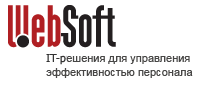 WebSoft
IT-решения для управления
эффективностью персонала